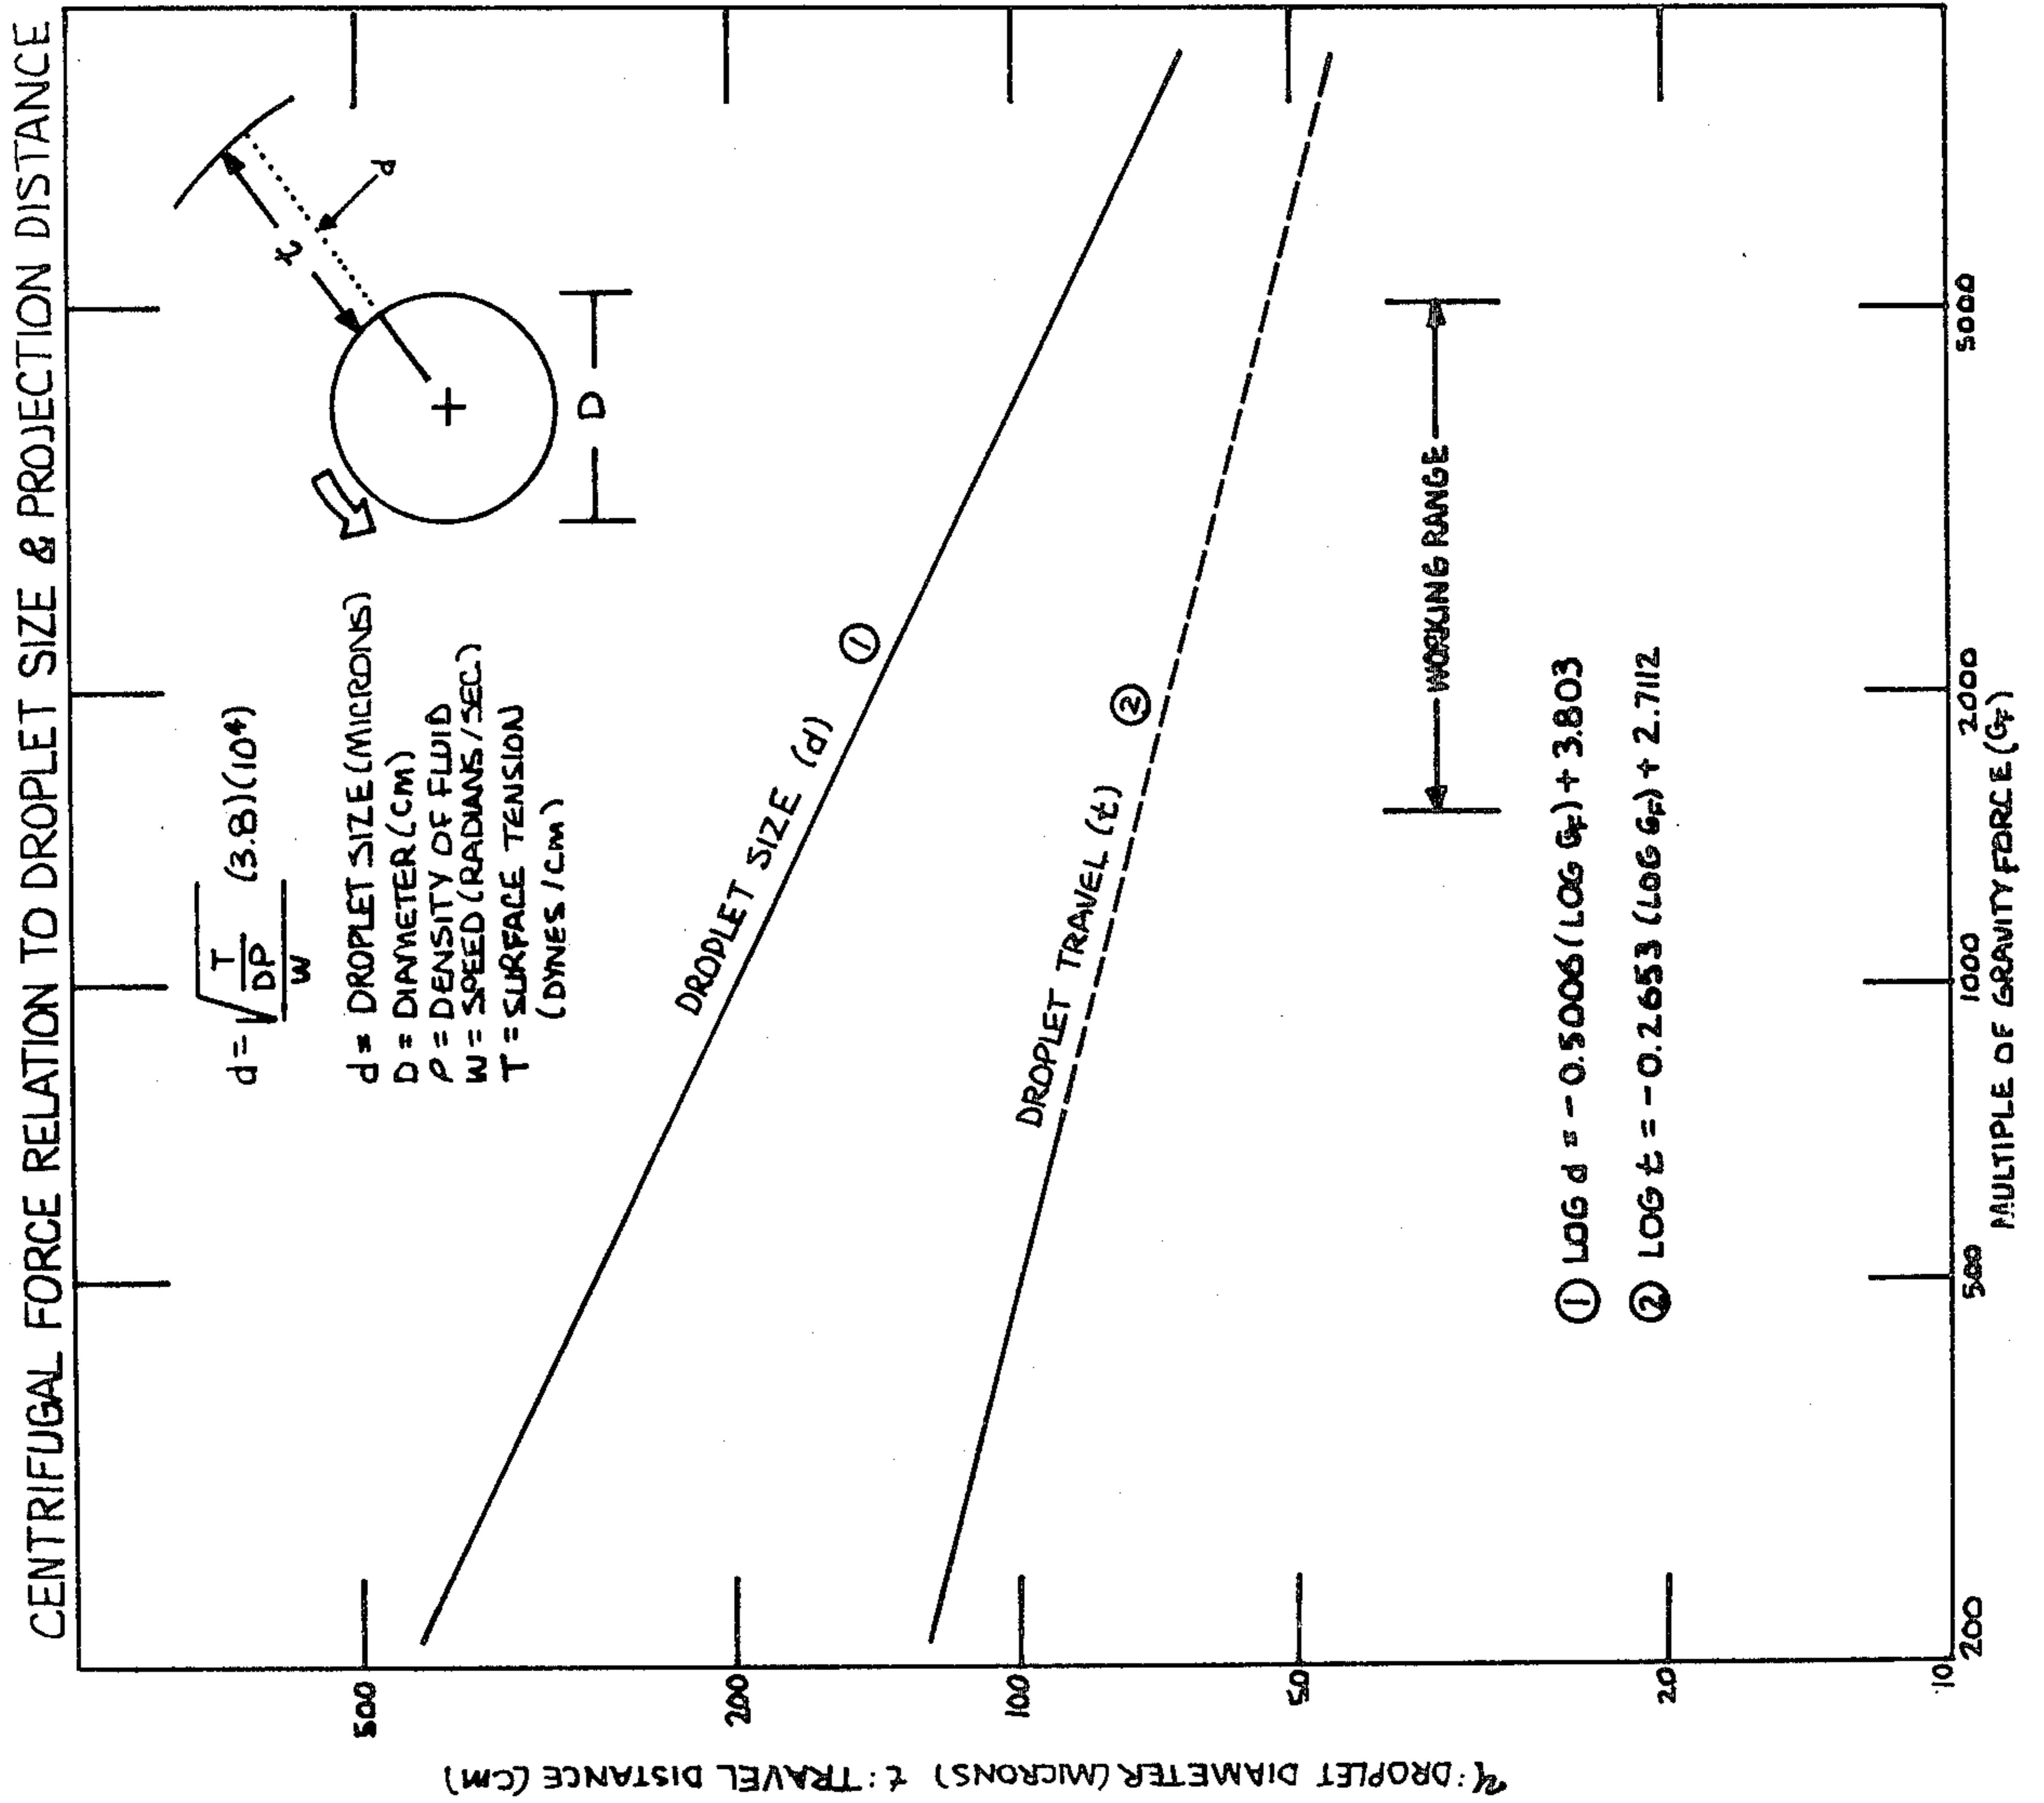 CENTRIFUGAL FORCE RELATION TO DROPLET SIZE & PROJECTION DISTANCE
d = √ T / DP / W (3.8)(10⁴)
d = DROPLET SIZE (MICRONS)
D = DIAMETER (CM)
ρ = DENSITY OF FLUID
W = SPEED (RADIANS/SEC)
T = SURFACE TENSION
(DYNES/CM)
t
d
D
DROPLET SIZE (d)
①
DROPLET TRAVEL (t)
②
WORKING RANGE
① LOG d = -0.5006 (LOG GF) + 3.803
② LOG t = -0.2653 (LOG GF) + 2.7112
500
200
100
50
20
10
200
500
1000
2000
5000
MULTIPLE OF GRAVITY FORCE (GF)
: DROPLET DIAMETER (MICRONS) t: TRAVEL DISTANCE (CM)